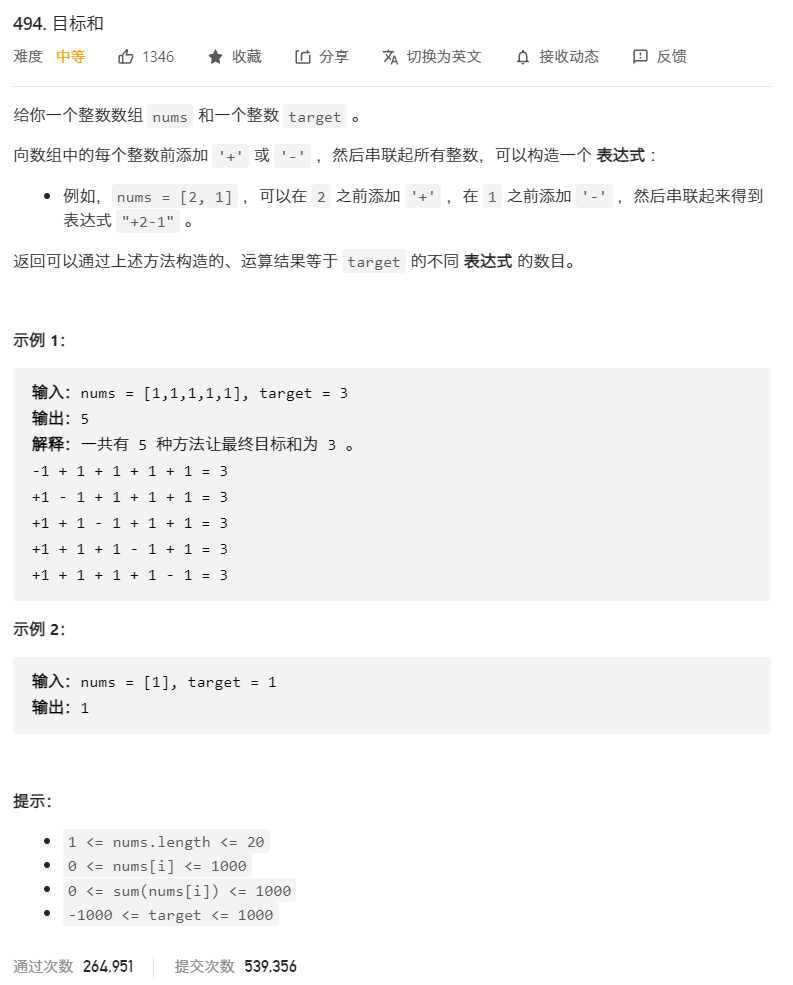 494. 目标和
难度 中等 1346 收藏 分享 切换为英文 接收动态 反馈
给你一个整数数组 nums 和一个整数 target 。
向数组中的每个整数前添加 '+' 或 '-' ，然后串联起所有整数，可以构造一个 表达式 ：
例如，nums = [2, 1] ，可以在 2 之前添加 '+' ，在 1 之前添加 '-' ，然后串联起来得到
表达式 "+2-1" 。
返回可以通过上述方法构造的、运算结果等于 target 的不同 表达式 的数目。
示例 1：
输入：nums = [1,1,1,1,1], target = 3
输出：5
解释：一共有 5 种方法让最终目标和为 3 。
-1 + 1 + 1 + 1 + 1 = 3
+1 - 1 + 1 + 1 + 1 = 3
+1 + 1 - 1 + 1 + 1 = 3
+1 + 1 + 1 - 1 + 1 = 3
+1 + 1 + 1 + 1 - 1 = 3
示例 2：
输入：nums = [1], target = 1
输出：1
提示：
1 <= nums.length <= 20
0 <= nums[i] <= 1000
0 <= sum(nums[i]) <= 1000
-1000 <= target <= 1000
通过次数 264,951 提交次数 539,356